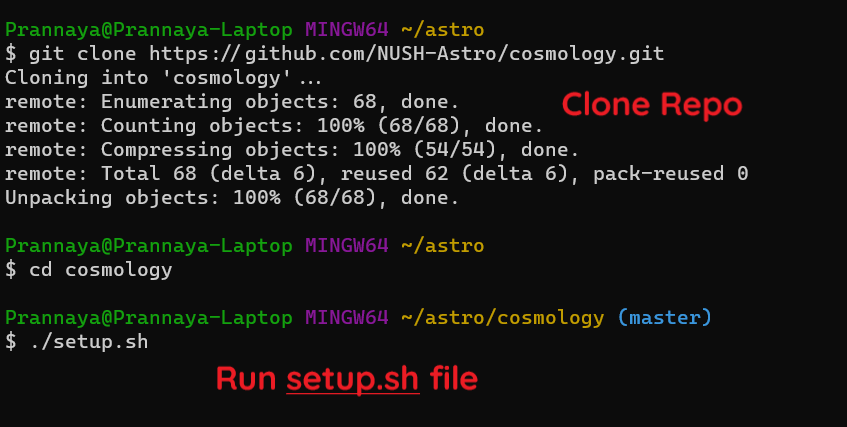 Prannaya@Prannaya-Laptop MINGW64 ~/astro
$ git clone https://github.com/NUSH-Astro/cosmology.git
Cloning into 'cosmology'...
remote: Enumerating objects: 68, done.
Clone Repo
remote: Counting objects: 100% (68/68), done.
remote: Compressing objects: 100% (54/54), done.
remote: Total 68 (delta 6), reused 62 (delta 6), pack-reused 0
Unpacking objects: 100% (68/68), done.
Prannaya@Prannaya-Laptop MINGW64 ~/astro
$ cd cosmology
Prannaya@Prannaya-Laptop MINGW64 ~/astro/cosmology (master)
$ ./setup.sh
Run setup.sh file